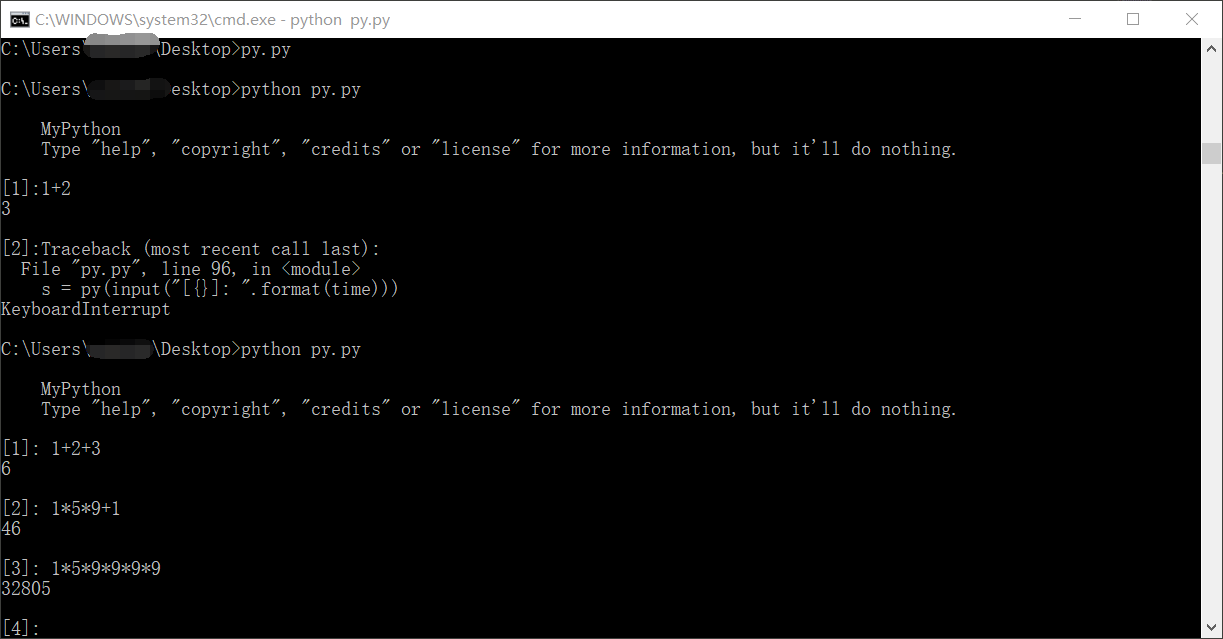 C:\WINDOWS\system32\cmd.exe - python  py.py
C:\Users\ \Desktop>py.py
C:\Users\ esktop>python py.py
MyPython
Type "help", "copyright", "credits" or "license" for more information, but it'll do nothing.
[1]:1+2
3
[2]:Traceback (most recent call last):
File "py.py", line 96, in <module>
s = py(input("[{}]: ".format(time)))
KeyboardInterrupt
C:\Users\ \Desktop>python py.py
MyPython
Type "help", "copyright", "credits" or "license" for more information, but it'll do nothing.
[1]: 1+2+3
6
[2]: 1*5*9+1
46
[3]: 1*5*9*9*9*9
32805
[4]: